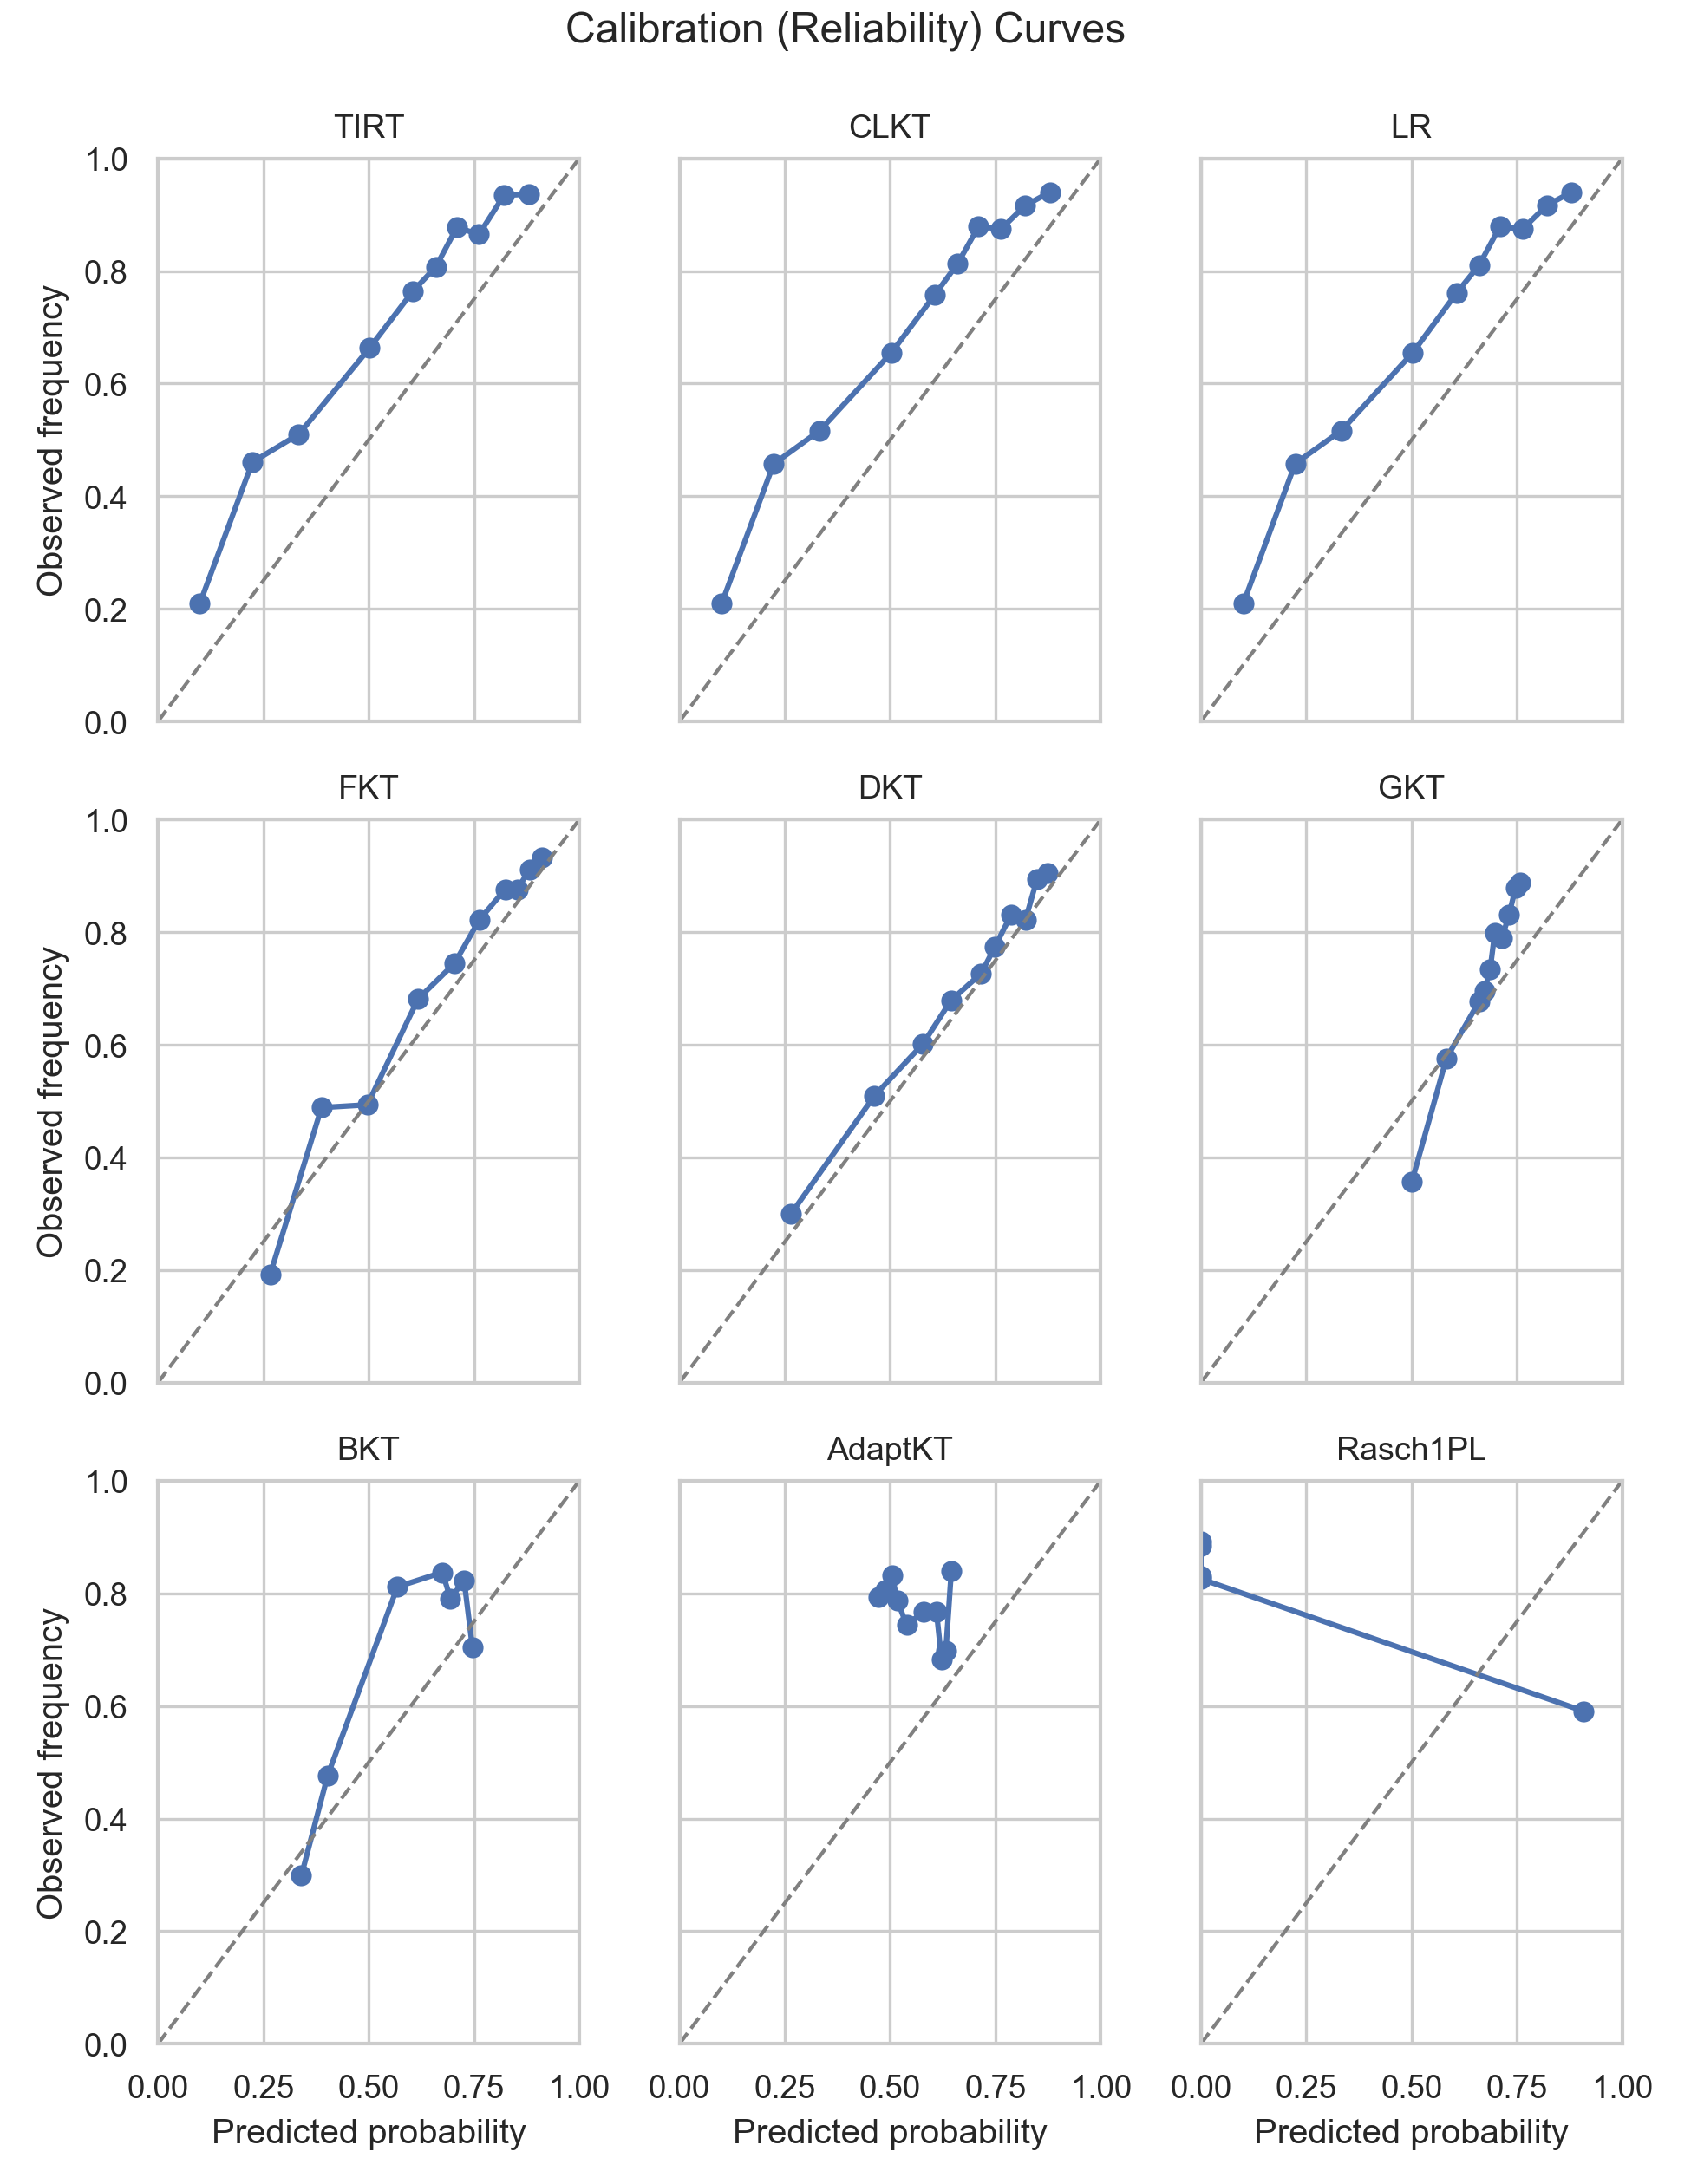 Calibration (Reliability) Curves
TIRT
CLKT
LR
1.0
0.8
0.6
0.4
0.2
0.0
Observed frequency
FKT
DKT
GKT
1.0
0.8
0.6
0.4
0.2
0.0
Observed frequency
BKT
AdaptKT
Rasch1PL
1.0
0.8
0.6
0.4
0.2
0.0
Observed frequency
0.00 0.25 0.50 0.75 1.00
0.00 0.25 0.50 0.75 1.00
0.00 0.25 0.50 0.75 1.00
Predicted probability
Predicted probability
Predicted probability